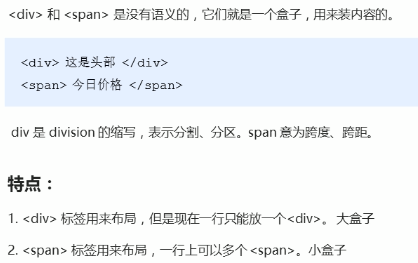 <div> 和 <span> 是没有语义的，它们就是一个盒子，用来装内容的。
<div> 这是头部 </div>
<span> 今日价格 </span>
div 是 division 的缩写，表示分割、分区。span 意为跨度、跨距。
特点：
1. <div> 标签用来布局，但是现在一行只能放一个<div>。 大盒子
2. <span> 标签用来布局，一行上可以多个 <span>。小盒子